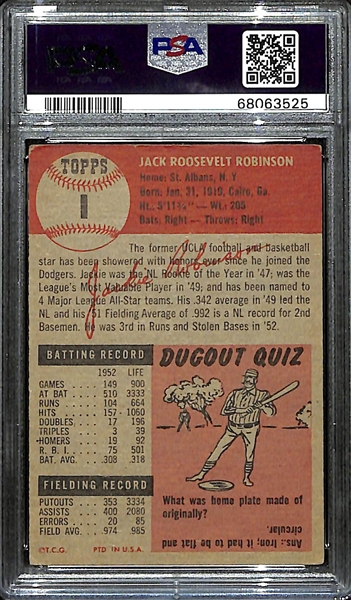 PSA
68063525
TOPPS
1
JACK ROOSEVELT ROBINSON
Home: St. Albans, N. Y
Born: Jan. 31, 1919, Cairo, Ga.
Ht.: 5'11½" — Wt.: 205
Bats: Right — Throws: Right
The former UCLA football and basketball
star has been showered with honors since he joined the
Dodgers. Jackie was the NL Rookie of the Year in '47; was the
League's Most Valuable Player in '49; and has been named to
4 Major League All-Star teams. His .342 average in '49 led the
NL and his '51 Fielding Average of .992 is a NL record for 2nd
Basemen. He was 3rd in Runs and Stolen Bases in '52.
Jackie Robinson
BATTING RECORD
1952 LIFE
GAMES 149 900
AT BAT 510 3333
RUNS 104 664
HITS 157 1060
DOUBLES 17 196
TRIPLES 3 39
HOMERS 19 92
R. B. I. 75 501
BAT. AVG. .308 .318
FIELDING RECORD
PUTOUTS 353 3334
ASSISTS 400 2080
ERRORS 20 85
FIELD AVG. .974 .985
©T.C.G. PTD IN U.S.A.
DUGOUT QUIZ
What was home plate made of
originally?
Ans.: Iron; it had to be flat and
circular.